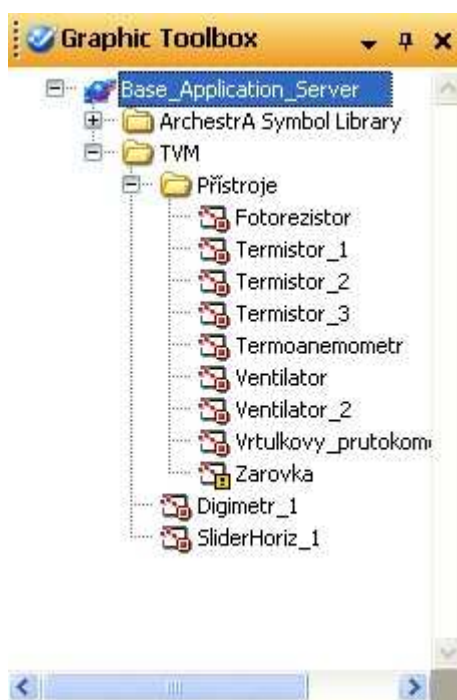 Graphic Toolbox
Base_Application_Server
ArchestrA Symbol Library
TVM
Přístroje
Fotorezistor
Termistor_1
Termistor_2
Termistor_3
Termoanemometr
Ventilator
Ventilator_2
Vrtulkovy_prutokom
Zarovka
Digimetr_1
SliderHoriz_1